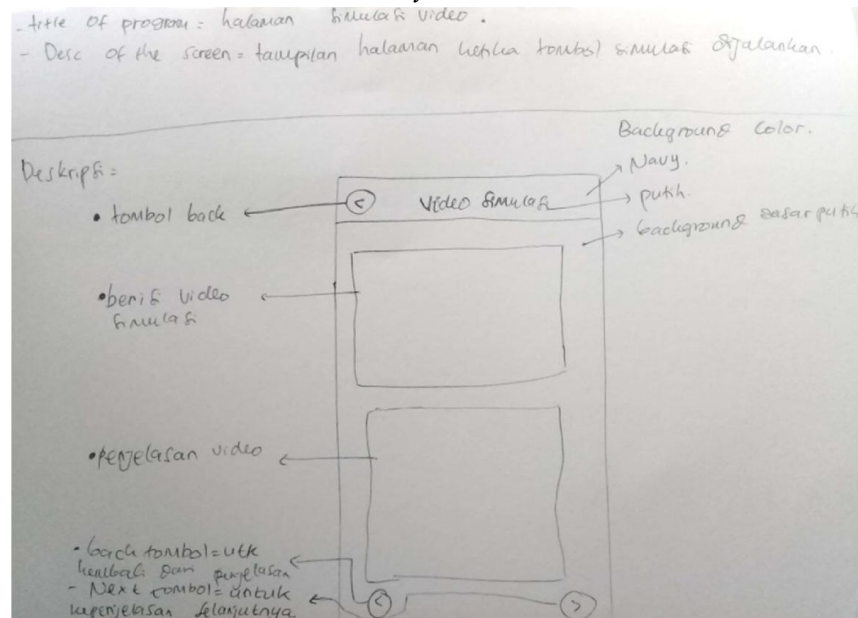 - title of program = halaman simulasi video.
- Desc of the screen = tampilan halaman ketika tombol simulasi dijalankan.
Background Color.
Deskripsi =
Navy.
< Video Simulasi
putih.
• tombol back
background dasar putih
• berisi video
simulasi
• penjelasan video
- back tombol = utk
kembali dari penjelasan
- Next tombol = untuk
kepenjelasan selanjutnya
< >